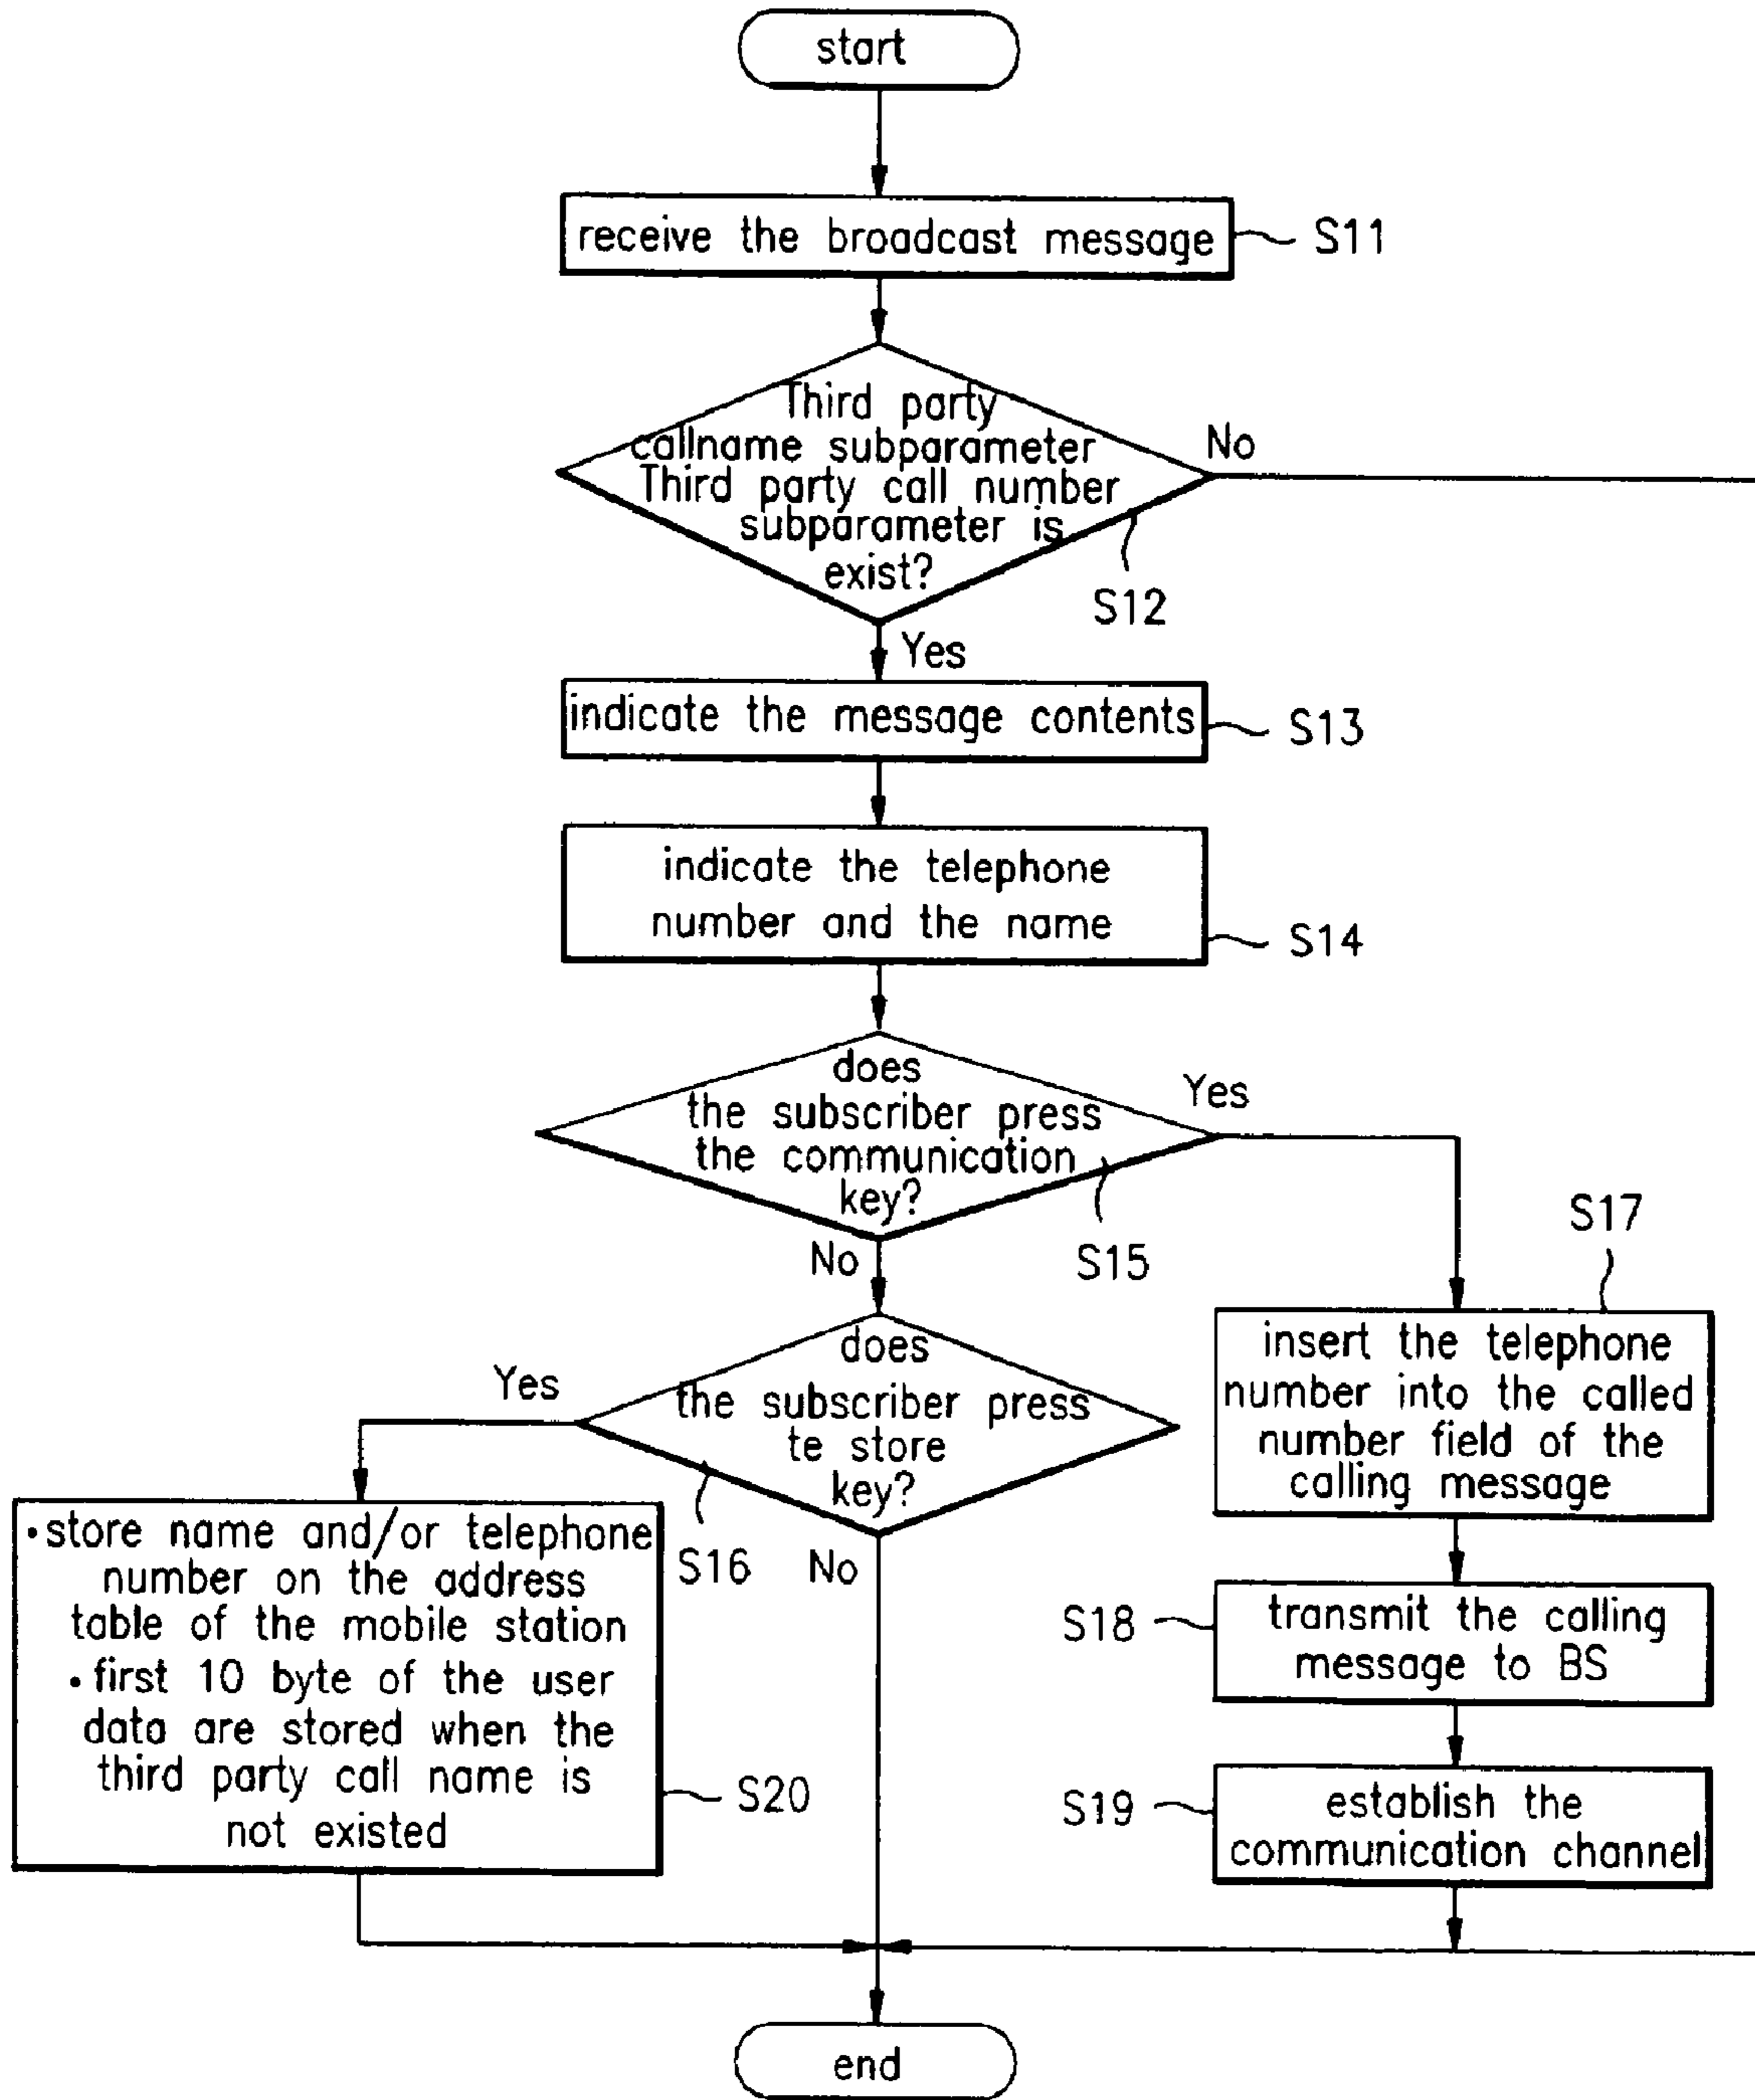 start
receive the broadcast message
S11
Third party
callname subparameter
Third party call number
subparameter is
exist?
No
S12
Yes
indicate the message contents
S13
indicate the telephone
number and the name
S14
does
the subscriber press
the communication
key?
Yes
S15
No
does
the subscriber press
te store
key?
Yes
S16
No
S17
insert the telephone
number into the called
number field of the
calling message
S18
transmit the calling
message to BS
S19
establish the
communication channel
•store name and/or telephone
number on the address
table of the mobile station
•first 10 byte of the user
data are stored when the
third party call name is
not existed
S20
end